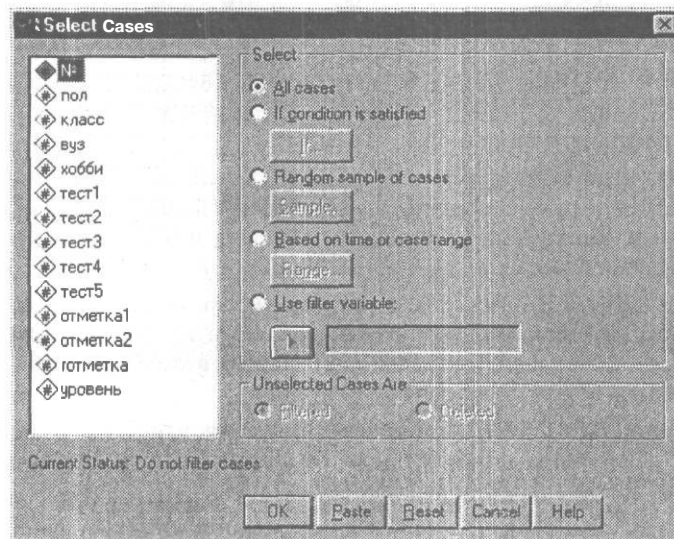 Select Cases
№
пол
класс
вуз
хобби
тест1
тест2
тест3
тест4
тест5
отметка1
отметка2
готметка
уровень
Select
All cases
If condition is satisfied
If...
Random sample of cases
Sample...
Based on time or case range
Range...
Use filter variable:
Unselected Cases Are
Filtered
Deleted
Current Status: Do not filter cases
OK
Paste
Reset
Cancel
Help